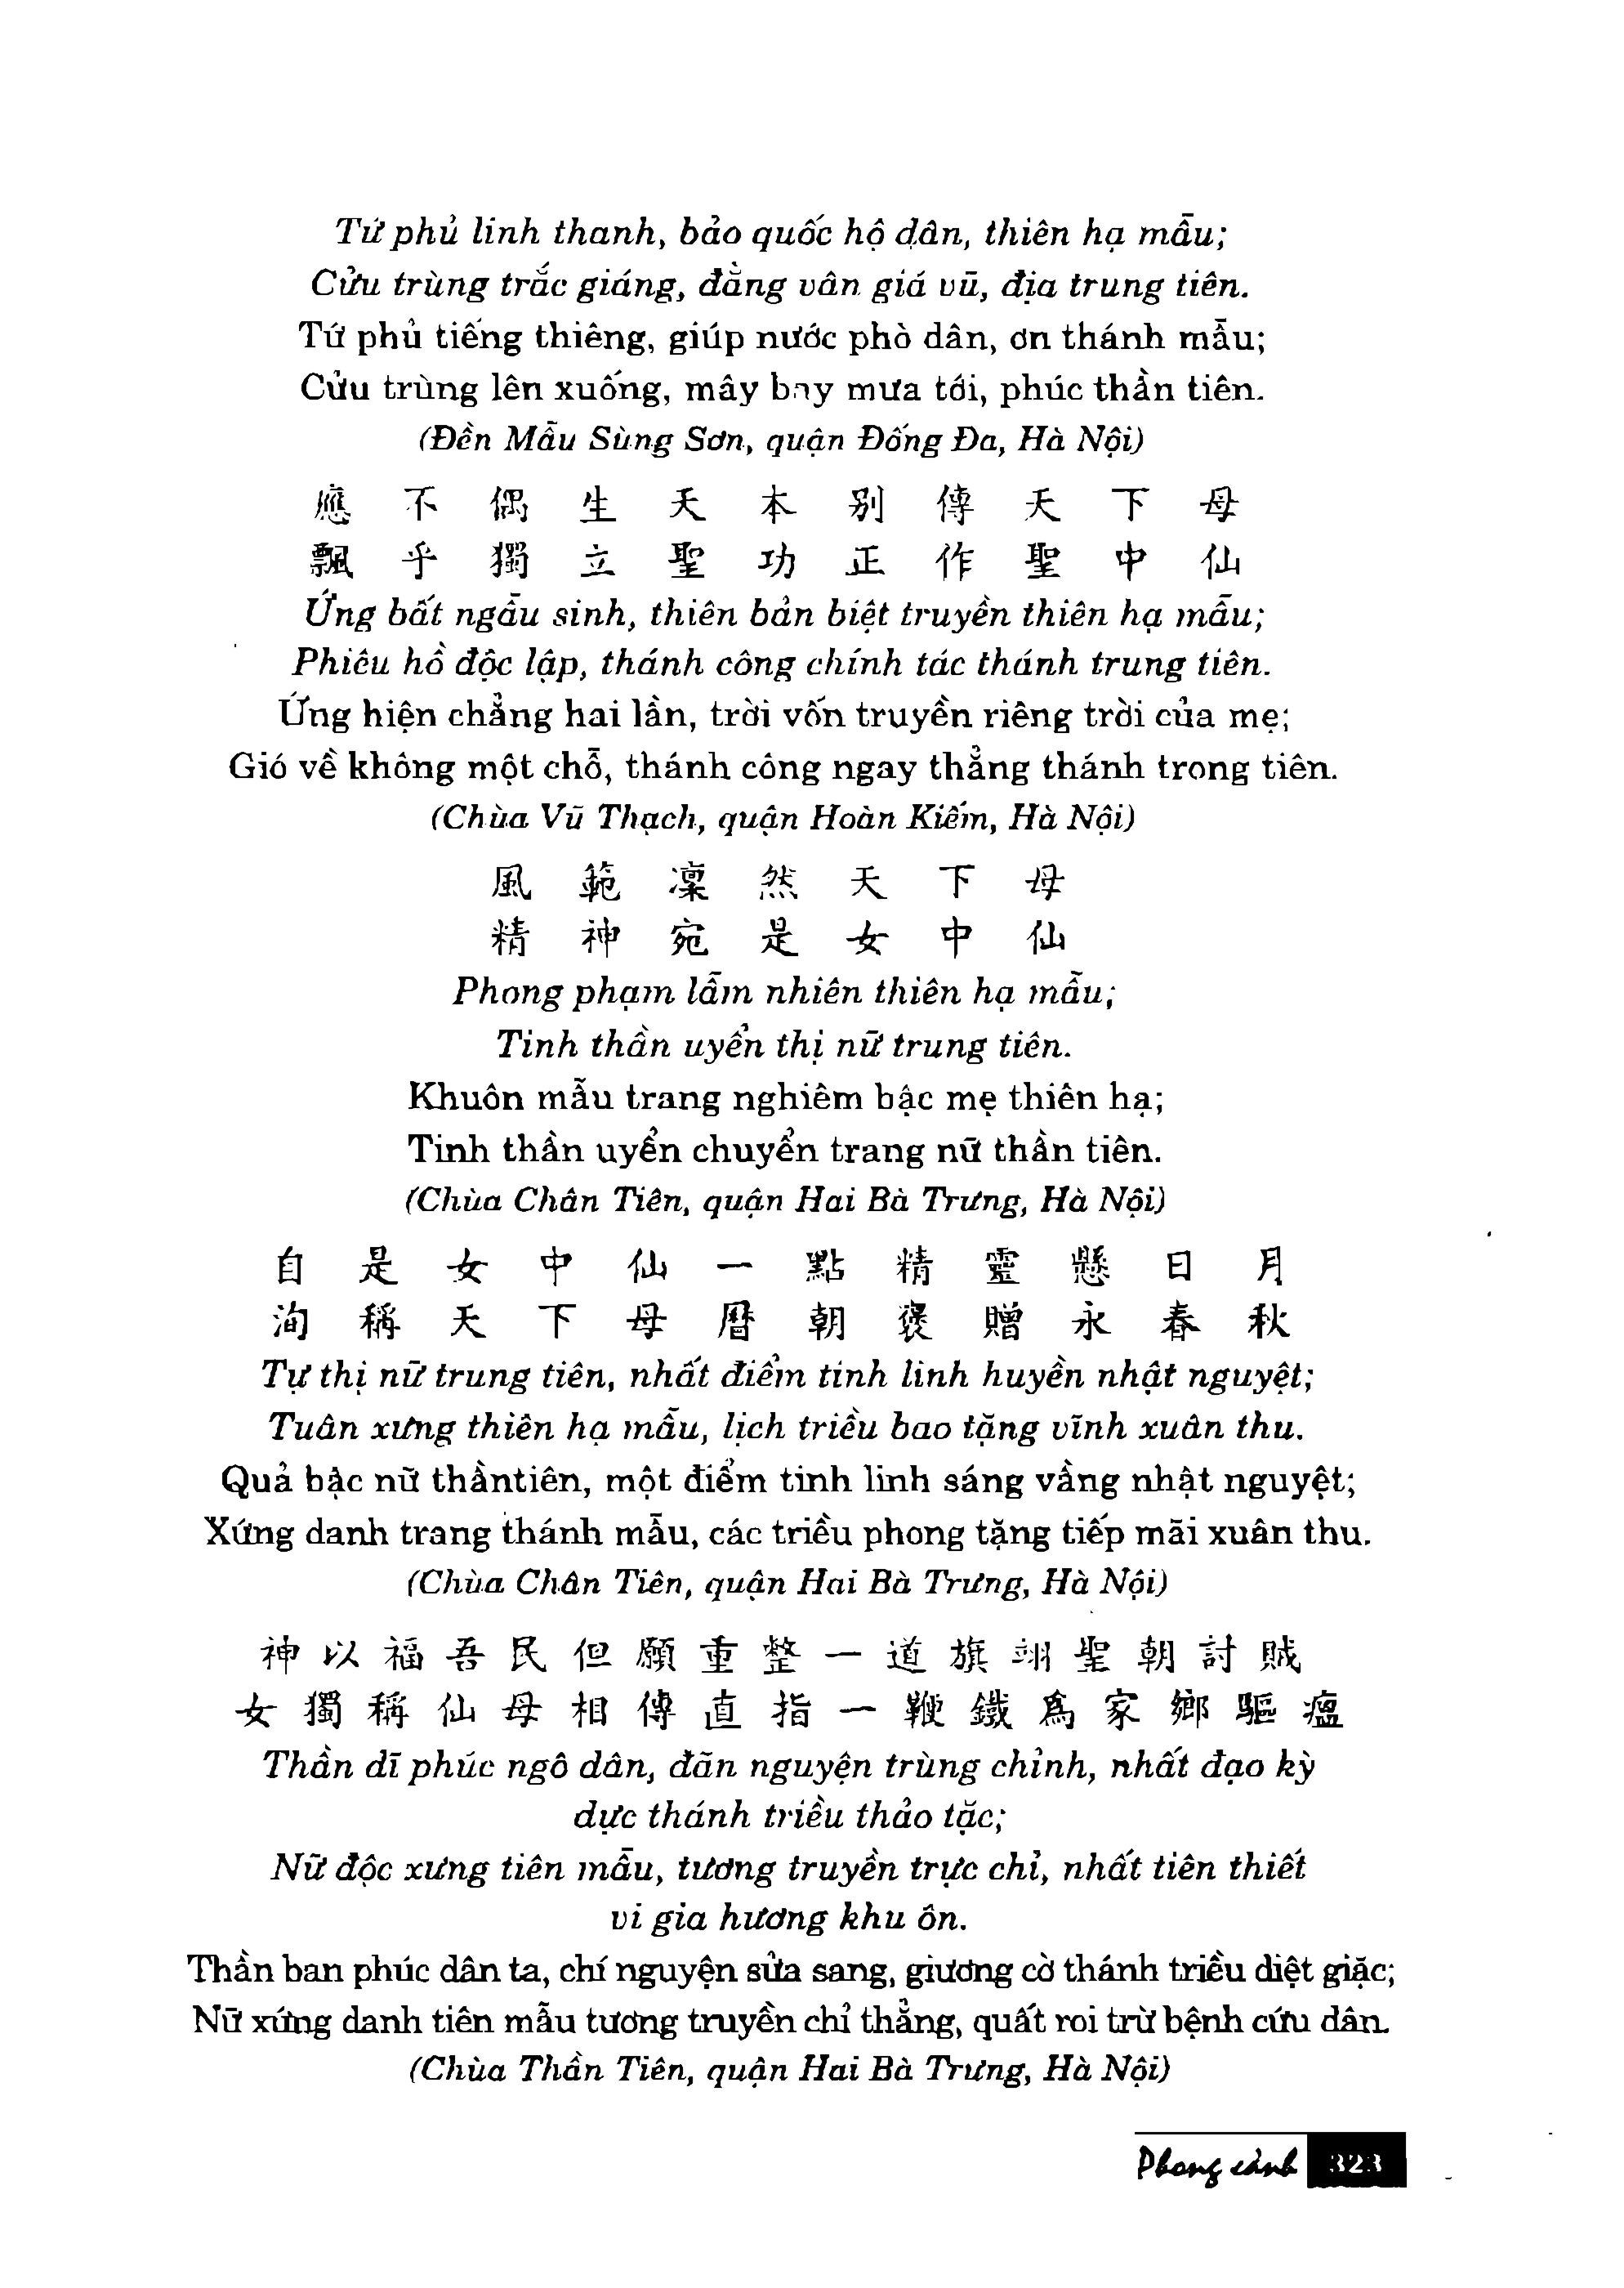 Tứ phủ linh thanh, bảo quốc hộ dân, thiên hạ mẫu;
Cửu trùng trắc giáng, đằng vân giá vũ, địa trung tiên.
Tứ phủ tiếng thiêng, giúp nước phò dân, ơn thánh mẫu;
Cửu trùng lên xuống, mây bay mưa tới, phúc thần tiên.
(Đền Mẫu Sùng Sơn, quận Đống Đa, Hà Nội)
應不偶生天本別傳天下母
飄乎獨立聖功正作聖中仙
Ứng bất ngẫu sinh, thiên bản biệt truyền thiên hạ mẫu;
Phiêu hồ độc lập, thánh công chính tác thánh trung tiên.
Ứng hiện chẳng hai lần, trời vốn truyền riêng trời của mẹ;
Gió về không một chỗ, thánh công ngay thẳng thánh trong tiên.
(Chùa Vũ Thạch, quận Hoàn Kiếm, Hà Nội)
風範凜然天下母
精神宛是女中仙
Phong phạm lẫm nhiên thiên hạ mẫu;
Tinh thần uyển thị nữ trung tiên.
Khuôn mẫu trang nghiêm bậc mẹ thiên hạ;
Tinh thần uyển chuyển trang nữ thần tiên.
(Chùa Chân Tiên, quận Hai Bà Trưng, Hà Nội)
自是女中仙一點精靈懸日月
洵稱天下母曆朝褒贈永春秋
Tự thị nữ trung tiên, nhất điểm tinh linh huyền nhật nguyệt;
Tuân xưng thiên hạ mẫu, lịch triều bao tặng vĩnh xuân thu.
Quả bậc nữ thầntiên, một điểm tinh linh sáng vầng nhật nguyệt;
Xứng danh trang thánh mẫu, các triều phong tặng tiếp mãi xuân thu.
(Chùa Chân Tiên, quận Hai Bà Trưng, Hà Nội)
神以福吾民但願重整一道旗翊聖朝討賊
女獨稱仙母相傳直指一鞭鐵爲家鄉驅瘟
Thần dĩ phúc ngô dân, đãn nguyện trùng chỉnh, nhất đạo kỳ
dực thánh triều thảo tặc;
Nữ độc xưng tiên mẫu, tương truyền trực chỉ, nhất tiên thiết
vi gia hương khu ôn.
Thần ban phúc dân ta, chí nguyện sửa sang, giương cờ thánh triều diệt giặc;
Nữ xứng danh tiên mẫu tương truyền chỉ thẳng, quất roi trừ bệnh cứu dân.
(Chùa Thần Tiên, quận Hai Bà Trưng, Hà Nội)
Phong cảnh 323